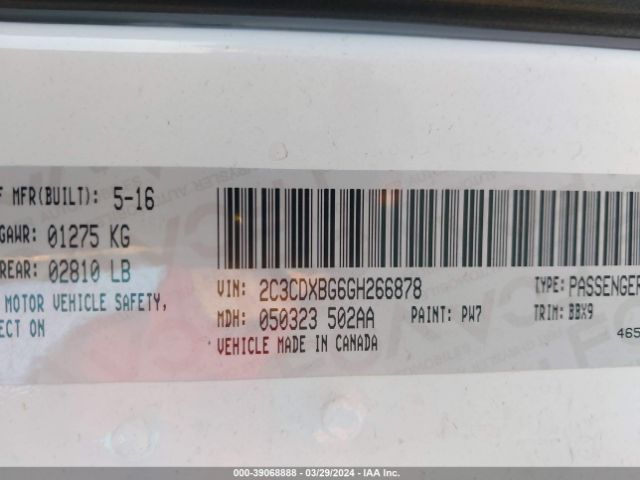 F MFR(BUILT): 5-16
GAWR: 01275 KG
REAR: 02810 LB
MOTOR VEHICLE SAFETY,
ECT ON
VIN: 2C3CDXBG6GH266878 TYPE: PASSENGER
MDH: 050323 502AA PAINT: PW7 TRIM: BBX9
VEHICLE MADE IN CANADA
465
000-39068888 - 03/29/2024 - IAA Inc.